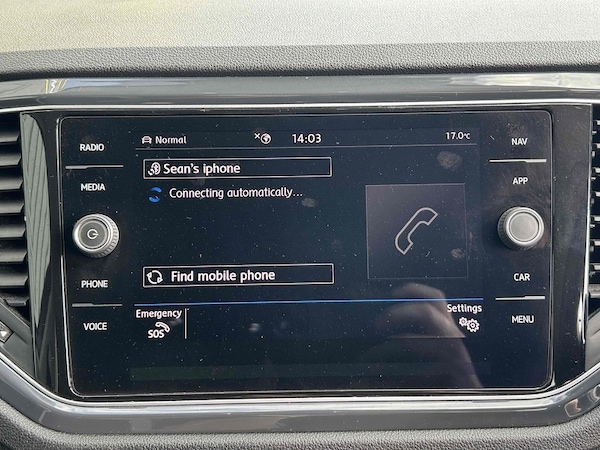 RADIO
MEDIA
PHONE
VOICE
Normal 14:03 17.0°C
Sean's iphone
Connecting automatically...
Find mobile phone
Emergency
SOS
Settings
NAV
APP
CAR
MENU